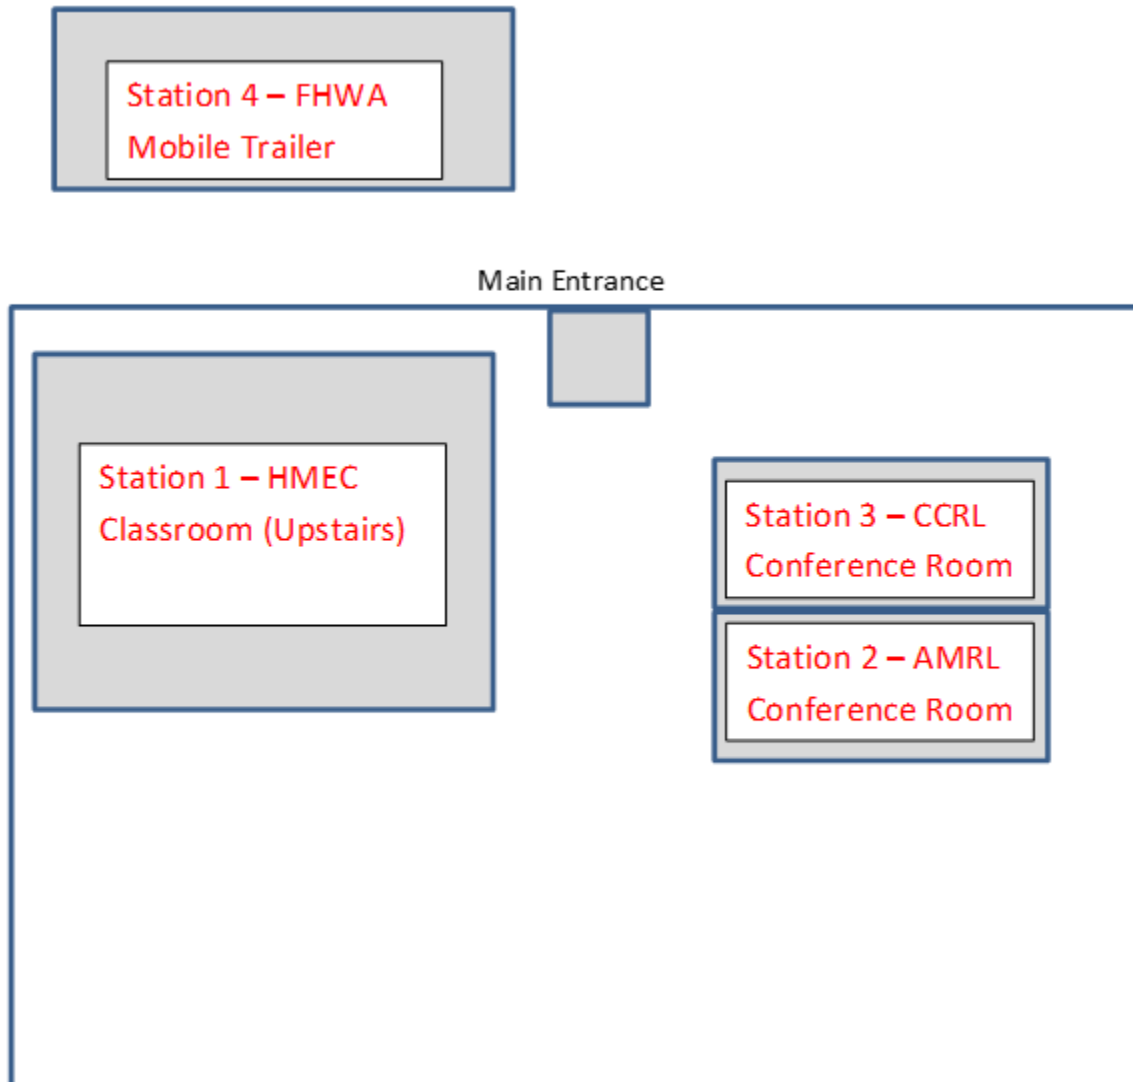 Station 4 – FHWA
Mobile Trailer
Main Entrance
Station 1 – HMEC
Classroom (Upstairs)
Station 3 – CCRL
Conference Room
Station 2 – AMRL
Conference Room